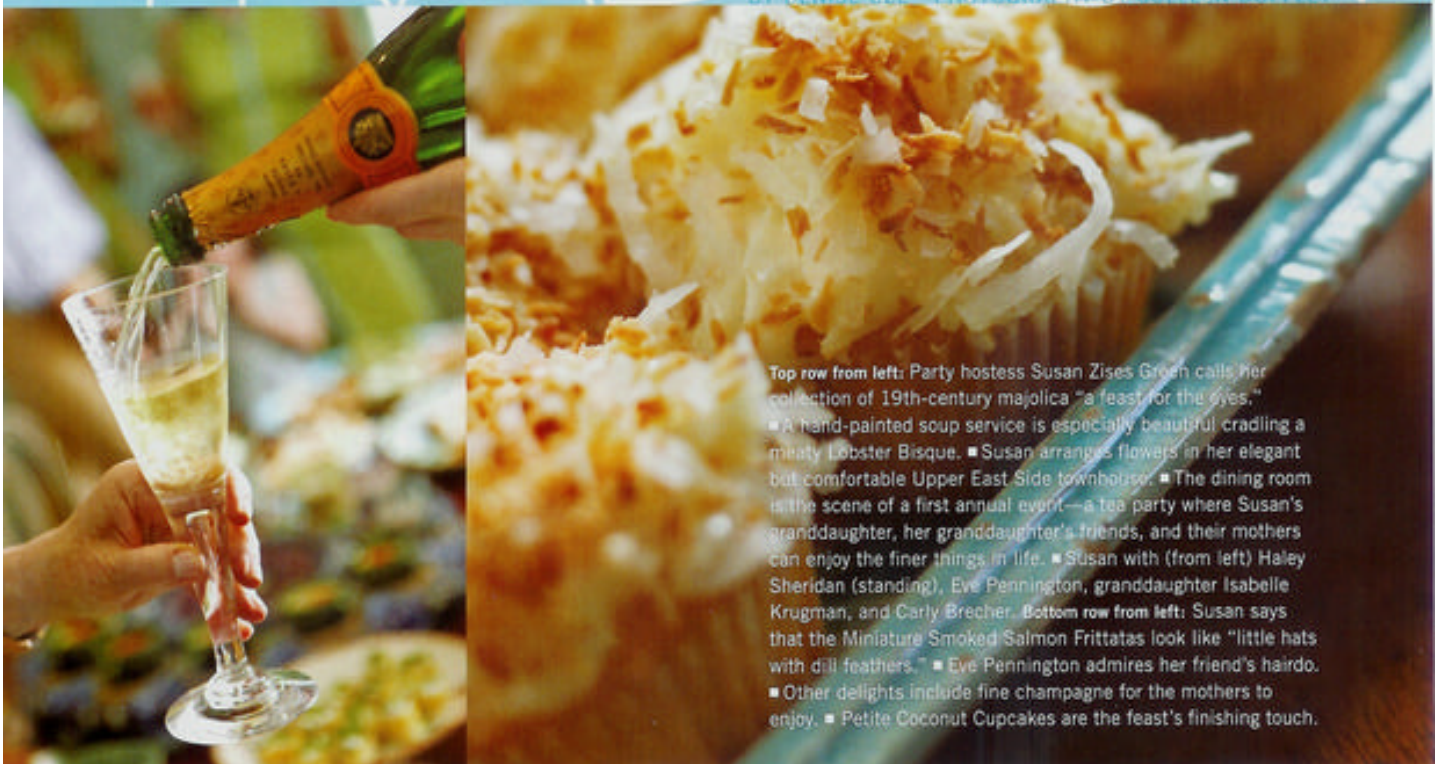 Top row from left: Party hostess Susan Zises Green calls her
collection of 19th-century majolica “a feast for the eyes.”
■ A hand-painted soup service is especially beautiful cradling a
meaty Lobster Bisque. ■ Susan arranges flowers in her elegant
but comfortable Upper East Side townhouse. ■ The dining room
is the scene of a first annual event—a tea party where Susan’s
granddaughter, her granddaughter’s friends, and their mothers
can enjoy the finer things in life. ■ Susan with (from left) Haley
Sheridan (standing), Eve Pennington, granddaughter Isabelle
Krugman, and Carly Brecher. Bottom row from left: Susan says
that the Miniature Smoked Salmon Frittatas look like “little hats
with dill feathers.” ■ Eve Pennington admires her friend’s hairdo.
■ Other delights include fine champagne for the mothers to
enjoy. ■ Petite Coconut Cupcakes are the feast’s finishing touch.